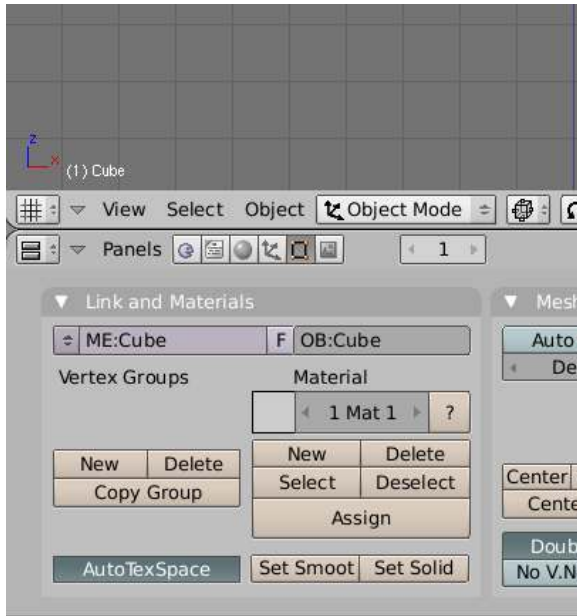 z
x
(1) Cube
View Select Object Object Mode
Panels 1
Link and Materials Mesh
ME:Cube F OB:Cube Auto
Vertex Groups Material De
1 Mat 1 ?
New Delete New Delete
Copy Group Select Deselect Center
Assign Cente
Doub
AutoTexSpace Set Smoot Set Solid No V.N